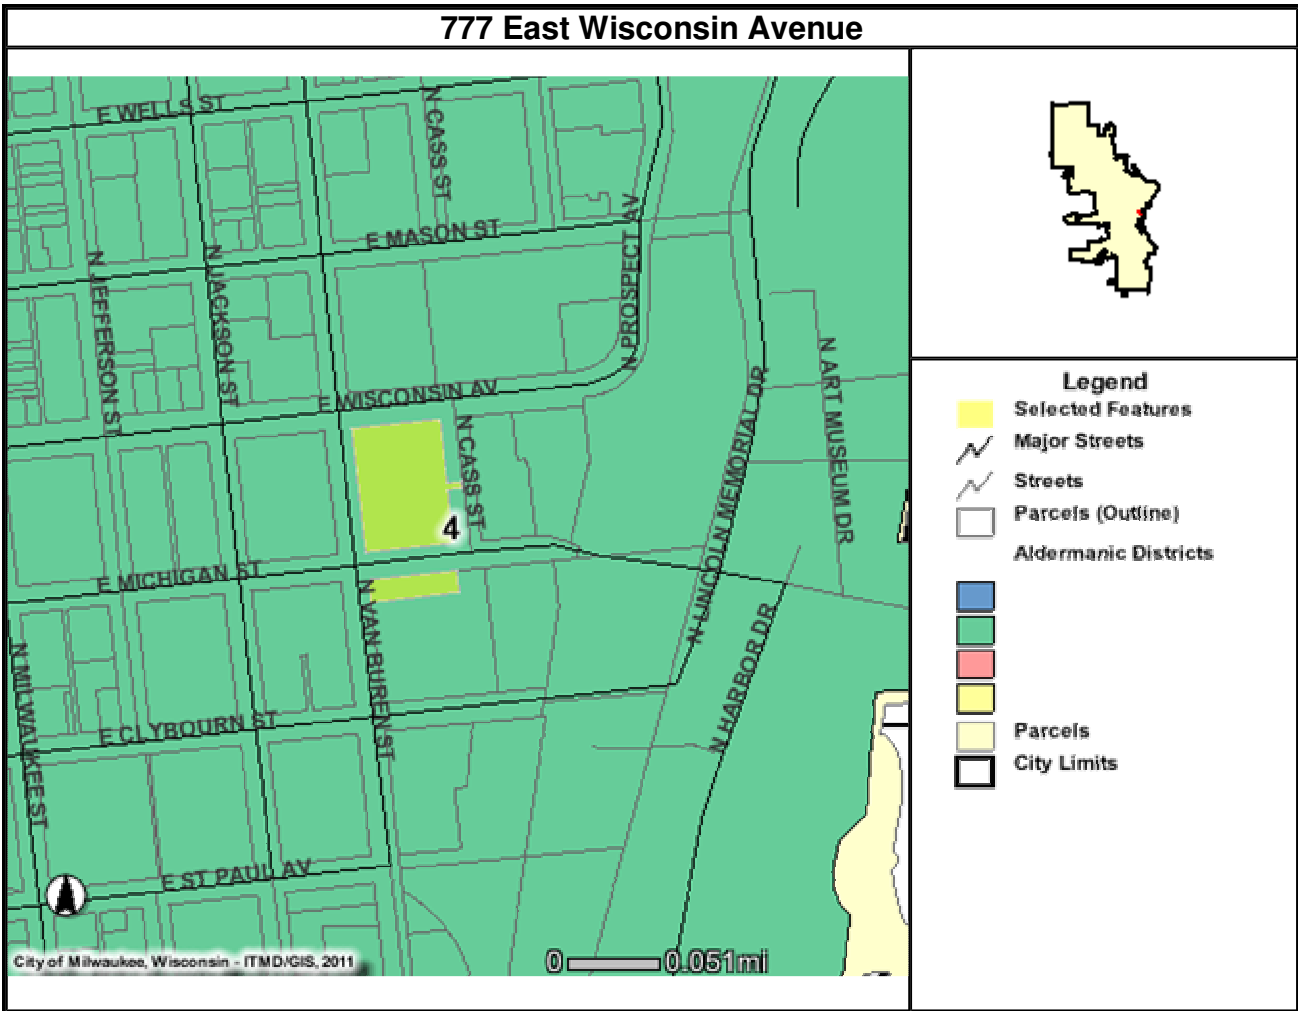 777 East Wisconsin Avenue
E WELLS ST
N CASS ST
E MASON ST
N PROSPECT AV
N JEFFERSON ST
N JACKSON ST
E WISCONSIN AV
N CASS ST
N LINCOLN MEMORIAL DR
N ART MUSEUM DR
4
E MICHIGAN ST
N VAN BUREN ST
N HARBOR DR
N MILWAUKEE ST
E CLYBOURN ST
E ST PAUL AV
City of Milwaukee, Wisconsin - ITMD/GIS, 2011
0 0.051mi
Legend
Selected Features
Major Streets
Streets
Parcels (Outline)
Aldermanic Districts
Parcels
City Limits